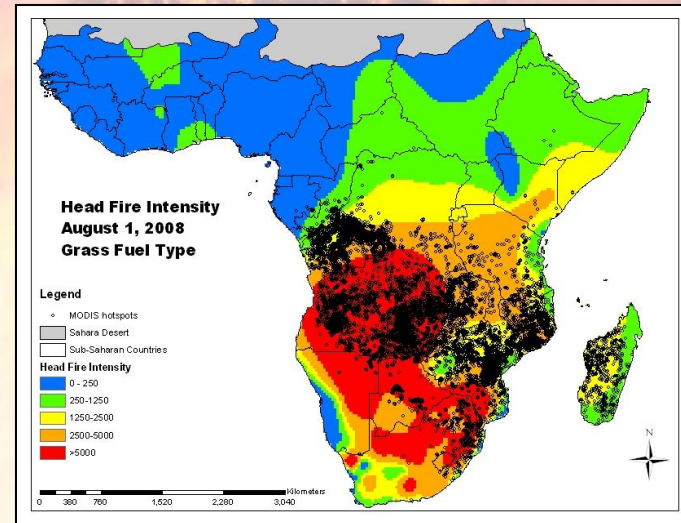 Head Fire Intensity
August 1, 2008
Grass Fuel Type
Legend
MODIS hotspots
Sahara Desert
Sub-Saharan Countries
Head Fire Intensity
0 - 250
250-1250
1250-2500
2500-5000
>5000
Kilometers
0 380 760 1,520 2,280 3,040
N